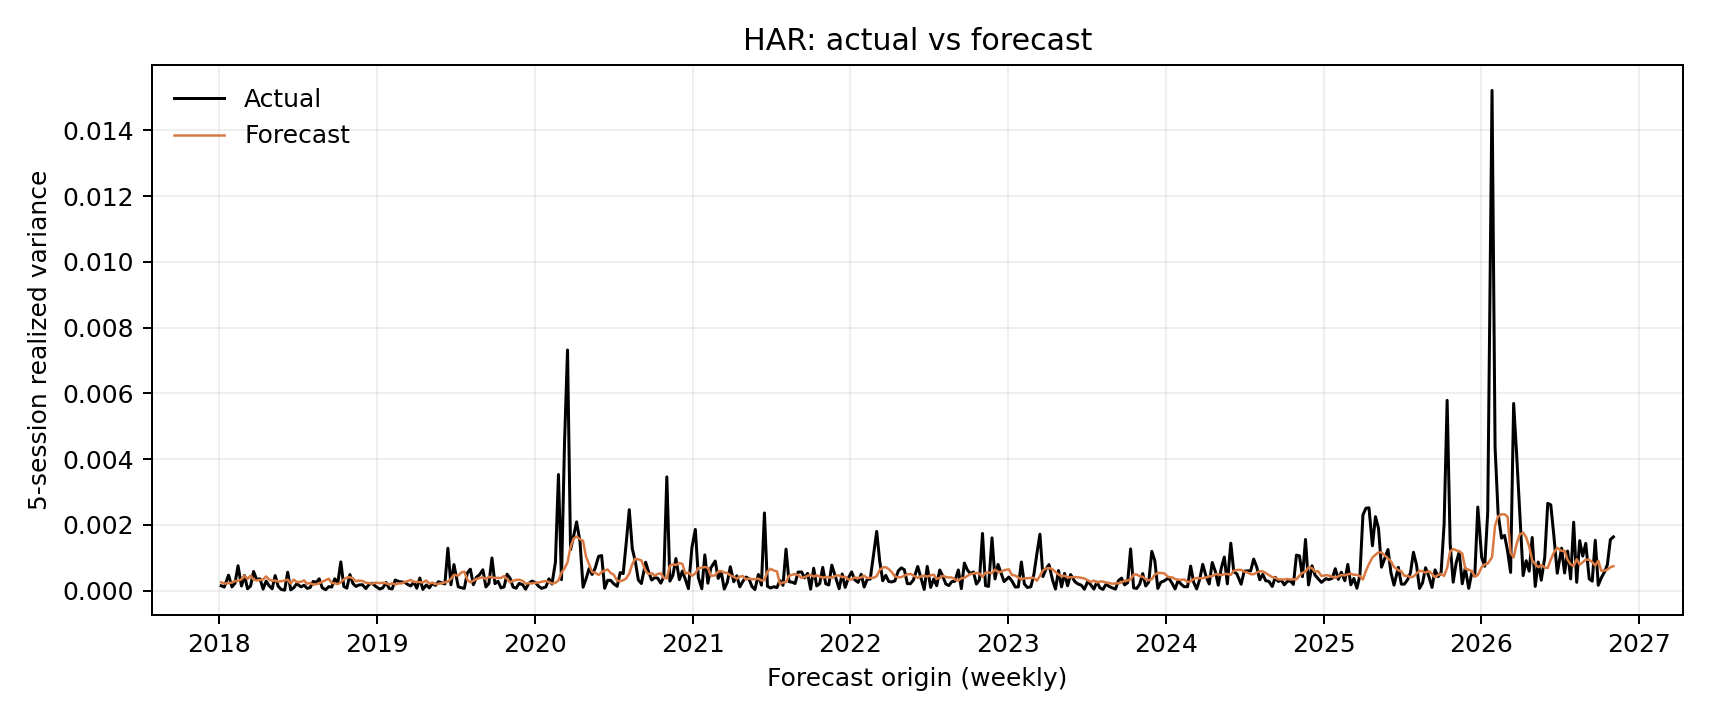 HAR: actual vs forecast
Actual
Forecast
5-session realized variance
0.014
0.012
0.010
0.008
0.006
0.004
0.002
0.000
2018 2019 2020 2021 2022 2023 2024 2025 2026 2027
Forecast origin (weekly)